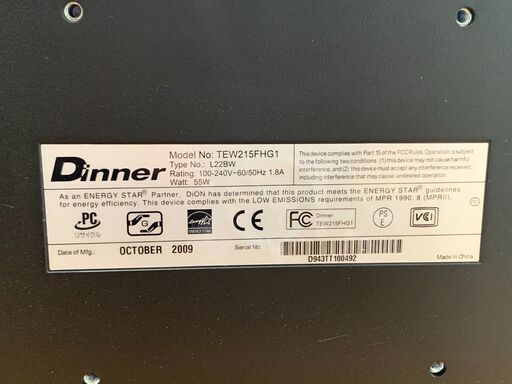 Dinner
Model No: TEW215FHG1
Type No.: L22BW
Rating: 100-240V~60/50Hz 1.8A
Watt: 55W
This device complies with Part 15 of the FCCRules. Operation is subject to the following conditions: (1) this device may not cause harmful interference, and (2) this device must accept any interference received, including interference that may cause undesired operation.
As an ENERGY STAR® Partner, DiON has determined that this product meets the ENERGY STAR® guidelines
for energy efficiency. This device complies with the LOW EMISSIONS requirements of MPR 1990: 8 (MPRII).
PC
リサイクル
G
ENERGY STAR
CE
FC
Dinner
TEW215FHG1
PS
E
VCI
Date of Mfg.: OCTOBER 2009
Serial No.:
D943TT100492
Made in China